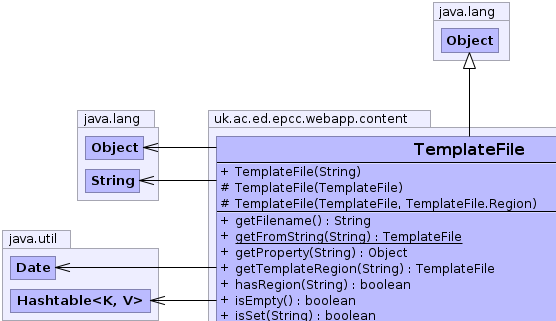 java.lang
Object
java.lang
Object
String
uk.ac.ed.epcc.webapp.content
TemplateFile
+ TemplateFile(String)
# TemplateFile(TemplateFile)
# TemplateFile(TemplateFile, TemplateFile.Region)
+ getFilename() : String
+ getFromString(String) : TemplateFile
+ getProperty(String) : Object
+ getTemplateRegion(String) : TemplateFile
+ hasRegion(String) : boolean
+ isEmpty() : boolean
+ isSet(String) : boolean
java.util
Date
Hashtable<K, V>